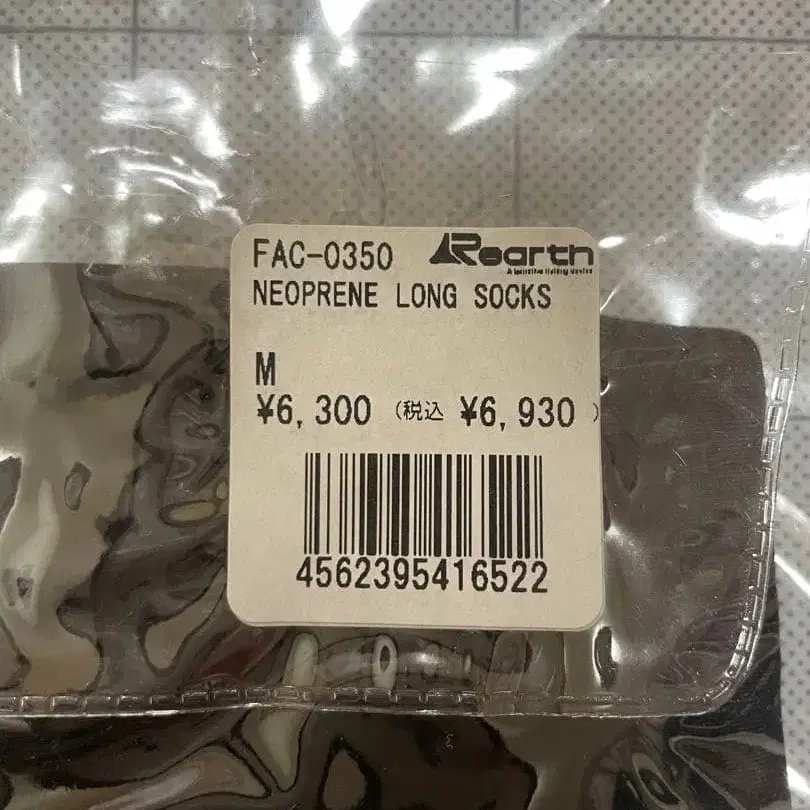 FAC-0350 Rearth
NEOPRENE LONG SOCKS
M
¥6,300 (税込 ¥6,930 )
4562395416522